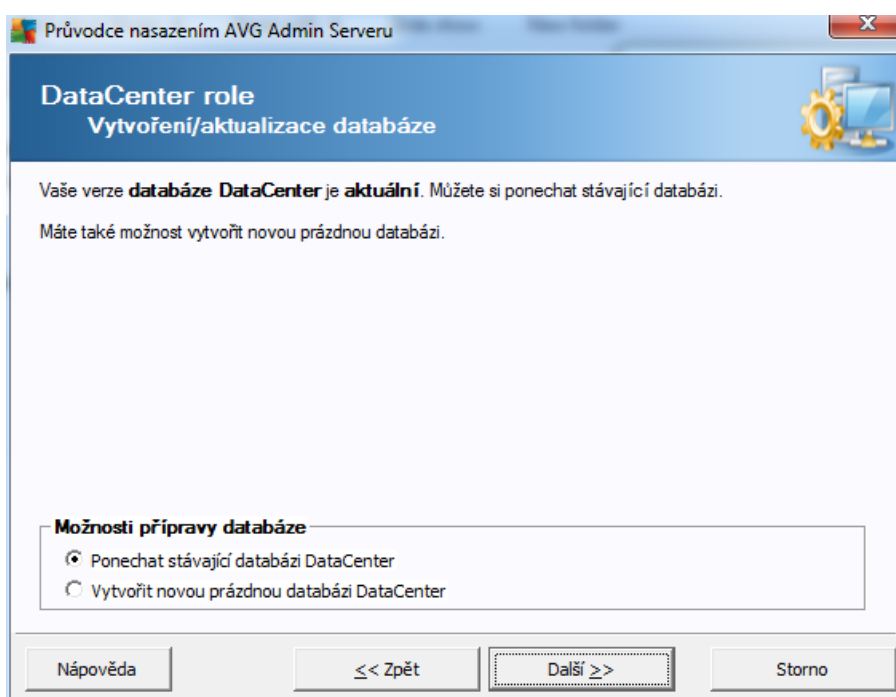 Průvodce nasazením AVG Admin Serveru
DataCenter role
Vytvoření/aktualizace databáze
Vaše verze databáze DataCenter je aktuální. Můžete si ponechat stávající databázi.
Máte také možnost vytvořit novou prázdnou databázi.
Možnosti přípravy databáze
Ponechat stávající databázi DataCenter
Vytvořit novou prázdnou databázi DataCenter
Nápověda
<< Zpět
Další >>
Storno